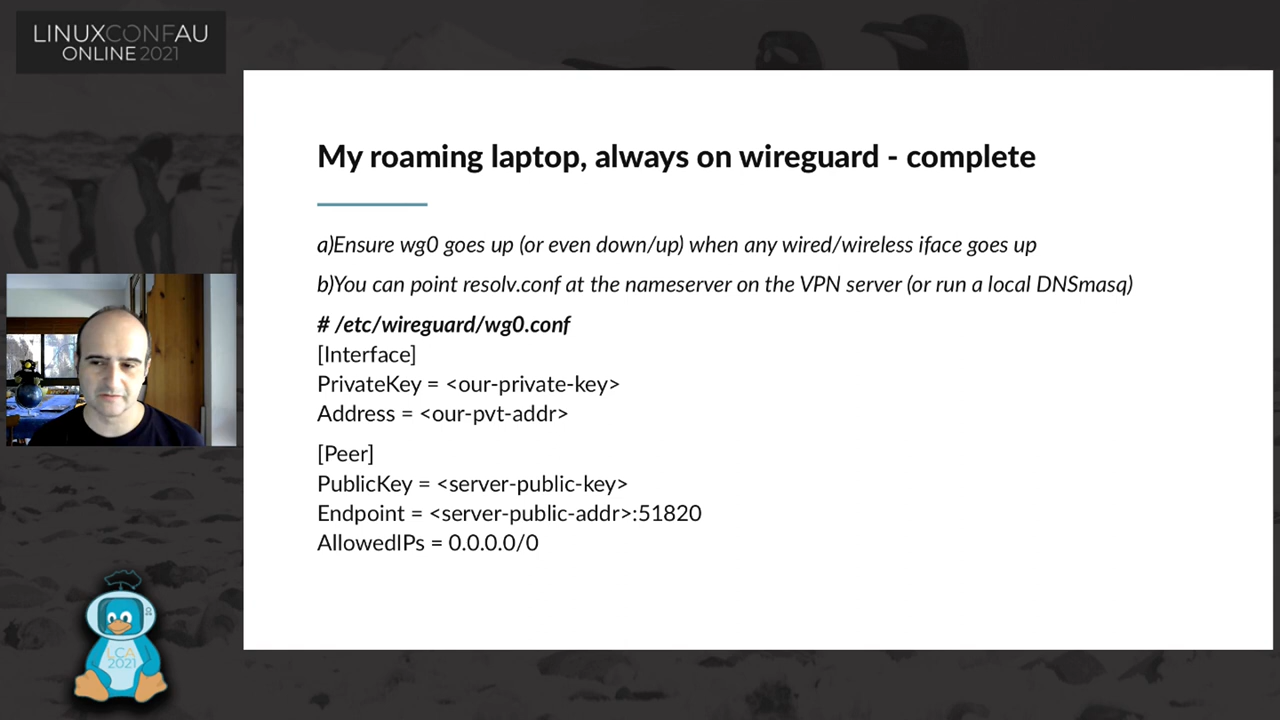 LINUXCONFAU
ONLINE 2021
My roaming laptop, always on wireguard - complete
a)Ensure wg0 goes up (or even down/up) when any wired/wireless iface goes up
b)You can point resolv.conf at the nameserver on the VPN server (or run a local DNSmasq)
# /etc/wireguard/wg0.conf
[Interface]
PrivateKey = <our-private-key>
Address = <our-pvt-addr>
[Peer]
PublicKey = <server-public-key>
Endpoint = <server-public-addr>:51820
AllowedIPs = 0.0.0.0/0
LCA
2021